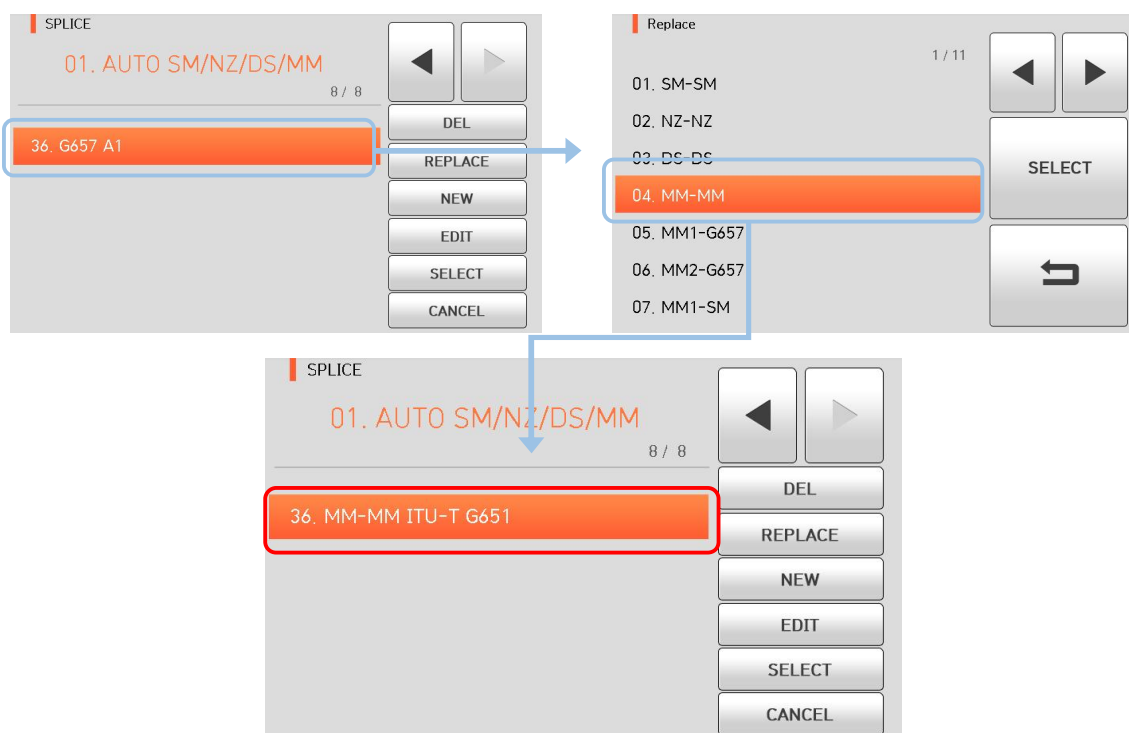 SPLICE
01. AUTO SM/NZ/DS/MM
8 / 8
36. G657 A1
DEL
REPLACE
NEW
EDIT
SELECT
CANCEL
Replace
1 / 11
01. SM-SM
02. NZ-NZ
03. DS-DS
04. MM-MM
05. MM1-G657
06. MM2-G657
07. MM1-SM
SELECT
SPLICE
01. AUTO SM/NZ/DS/MM
8 / 8
36. MM-MM ITU-T G651
DEL
REPLACE
NEW
EDIT
SELECT
CANCEL